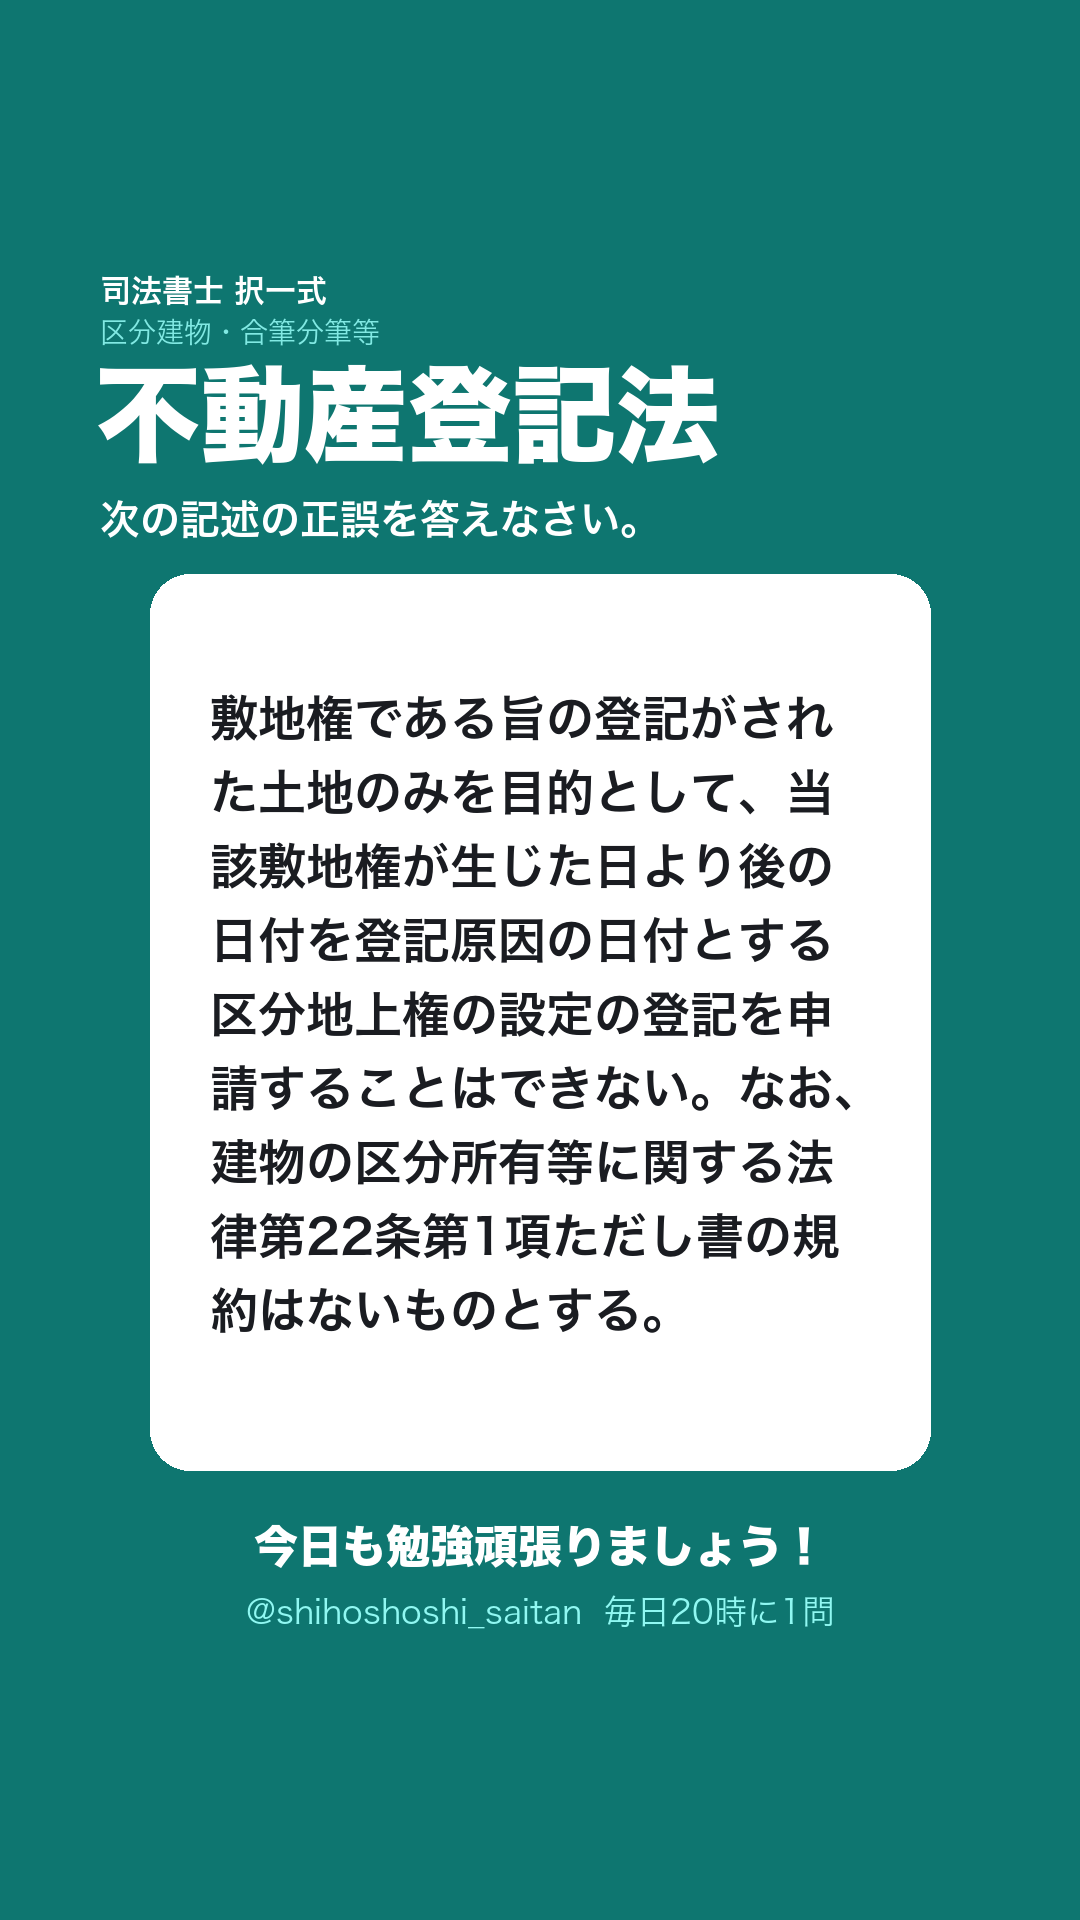 司法書士 択一式
区分建物・合筆分筆等
不動産登記法
次の記述の正誤を答えなさい。
敷地権である旨の登記がされ
た土地のみを目的として、当
該敷地権が生じた日より後の
日付を登記原因の日付とする
区分地上権の設定の登記を申
請することはできない。なお、
建物の区分所有等に関する法
律第22条第1項ただし書の規
約はないものとする。
今日も勉強頑張りましょう！
@shihoshoshi_saitan 毎日20時に1問